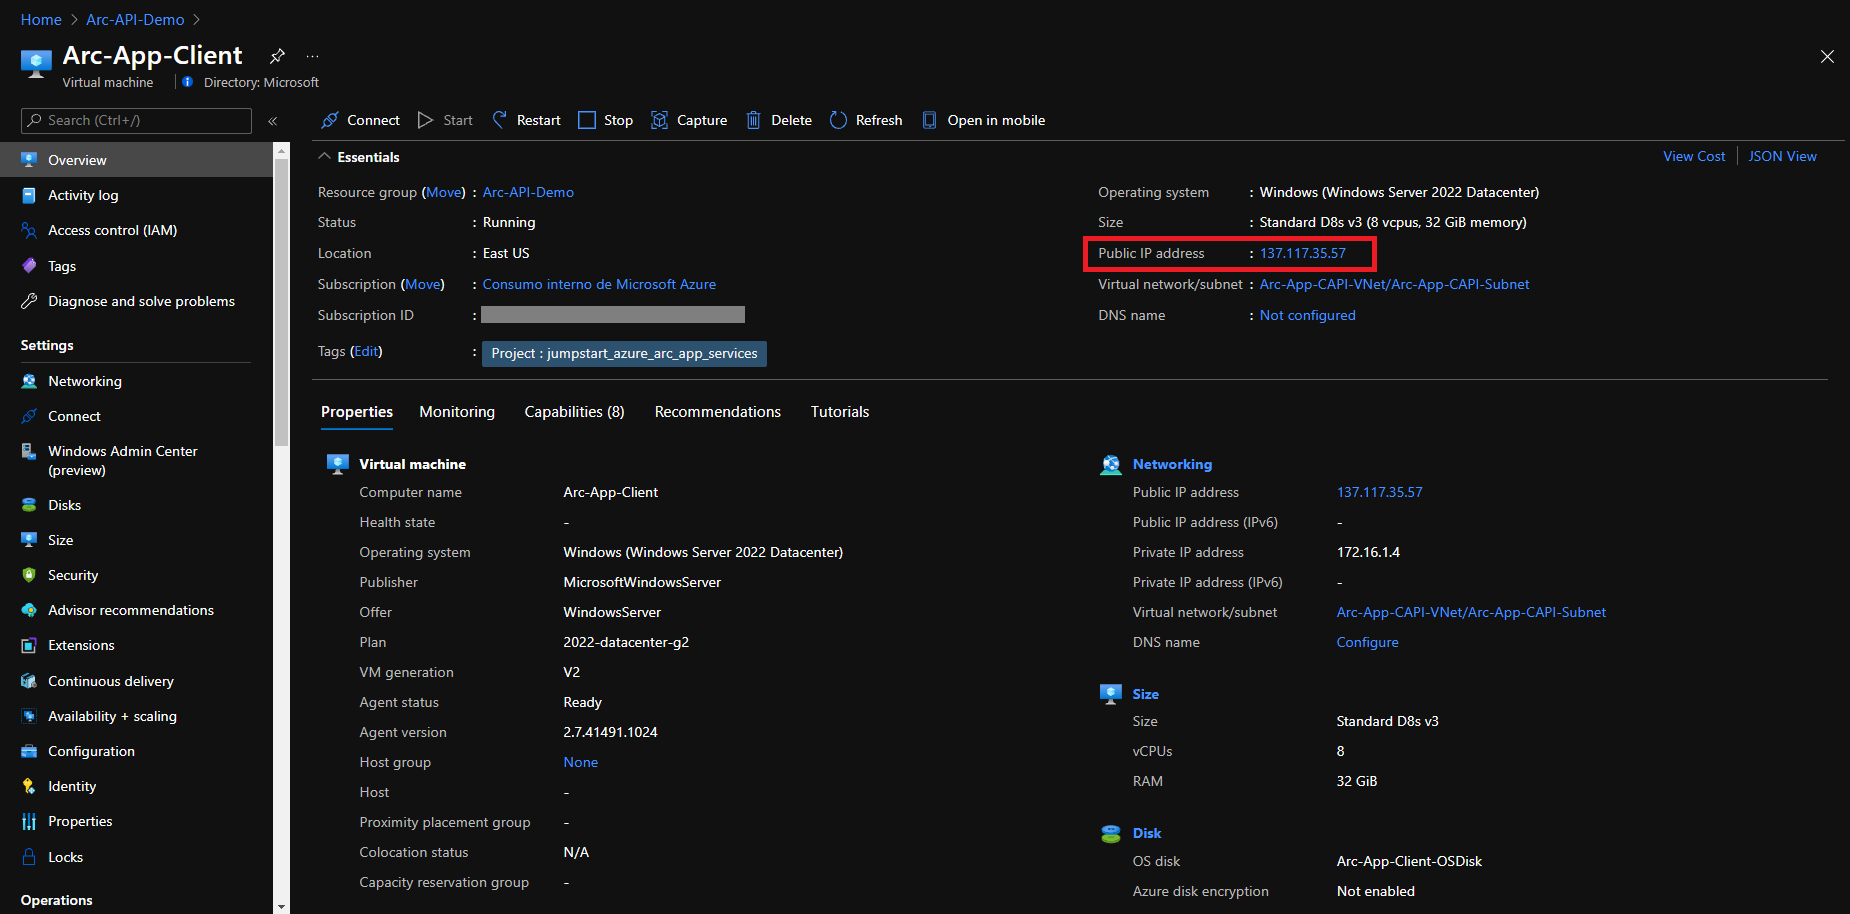 Home > Arc-API-Demo >
Arc-App-Client ...
Virtual machine | Directory: Microsoft
Search (Ctrl+/) «
Overview
Activity log
Access control (IAM)
Tags
Diagnose and solve problems
Settings
Networking
Connect
Windows Admin Center
(preview)
Disks
Size
Security
Advisor recommendations
Extensions
Continuous delivery
Availability + scaling
Configuration
Identity
Properties
Locks
Operations
Connect Start Restart Stop Capture Delete Refresh Open in mobile
Essentials
View Cost | JSON View
Resource group (Move) : Arc-API-Demo
Status : Running
Location : East US
Subscription (Move) : Consumo interno de Microsoft Azure
Subscription ID :
Tags (Edit) : Project : jumpstart_azure_arc_app_services
Operating system : Windows (Windows Server 2022 Datacenter)
Size : Standard D8s v3 (8 vcpus, 32 GiB memory)
Public IP address : 137.117.35.57
Virtual network/subnet : Arc-App-CAPI-VNet/Arc-App-CAPI-Subnet
DNS name : Not configured
Properties Monitoring Capabilities (8) Recommendations Tutorials
Virtual machine
Computer name Arc-App-Client
Health state -
Operating system Windows (Windows Server 2022 Datacenter)
Publisher MicrosoftWindowsServer
Offer WindowsServer
Plan 2022-datacenter-g2
VM generation V2
Agent status Ready
Agent version 2.7.41491.1024
Host group None
Host -
Proximity placement group -
Colocation status N/A
Capacity reservation group -
Networking
Public IP address 137.117.35.57
Public IP address (IPv6) -
Private IP address 172.16.1.4
Private IP address (IPv6) -
Virtual network/subnet Arc-App-CAPI-VNet/Arc-App-CAPI-Subnet
DNS name Configure
Size
Size Standard D8s v3
vCPUs 8
RAM 32 GiB
Disk
OS disk Arc-App-Client-OSDisk
Azure disk encryption Not enabled